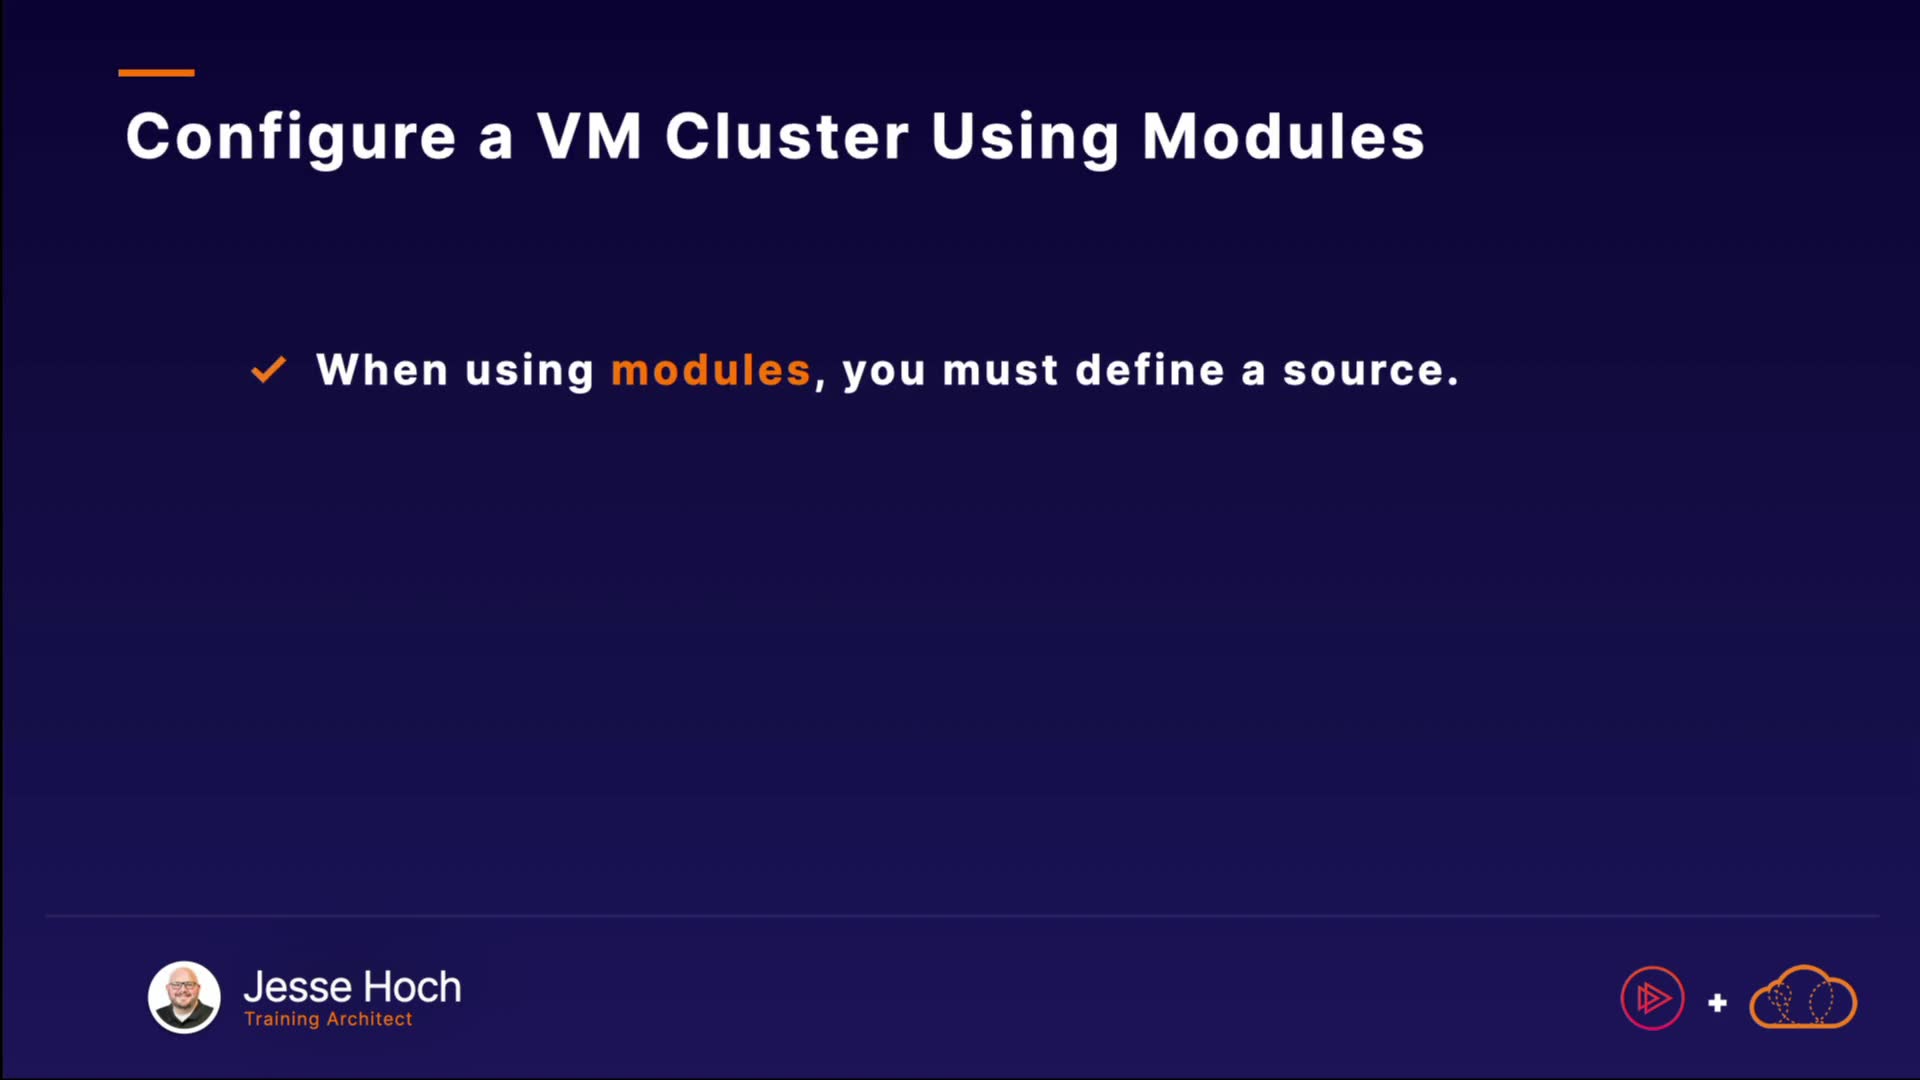 Configure a VM Cluster Using Modules
When using modules, you must define a source.
Jesse Hoch
Training Architect